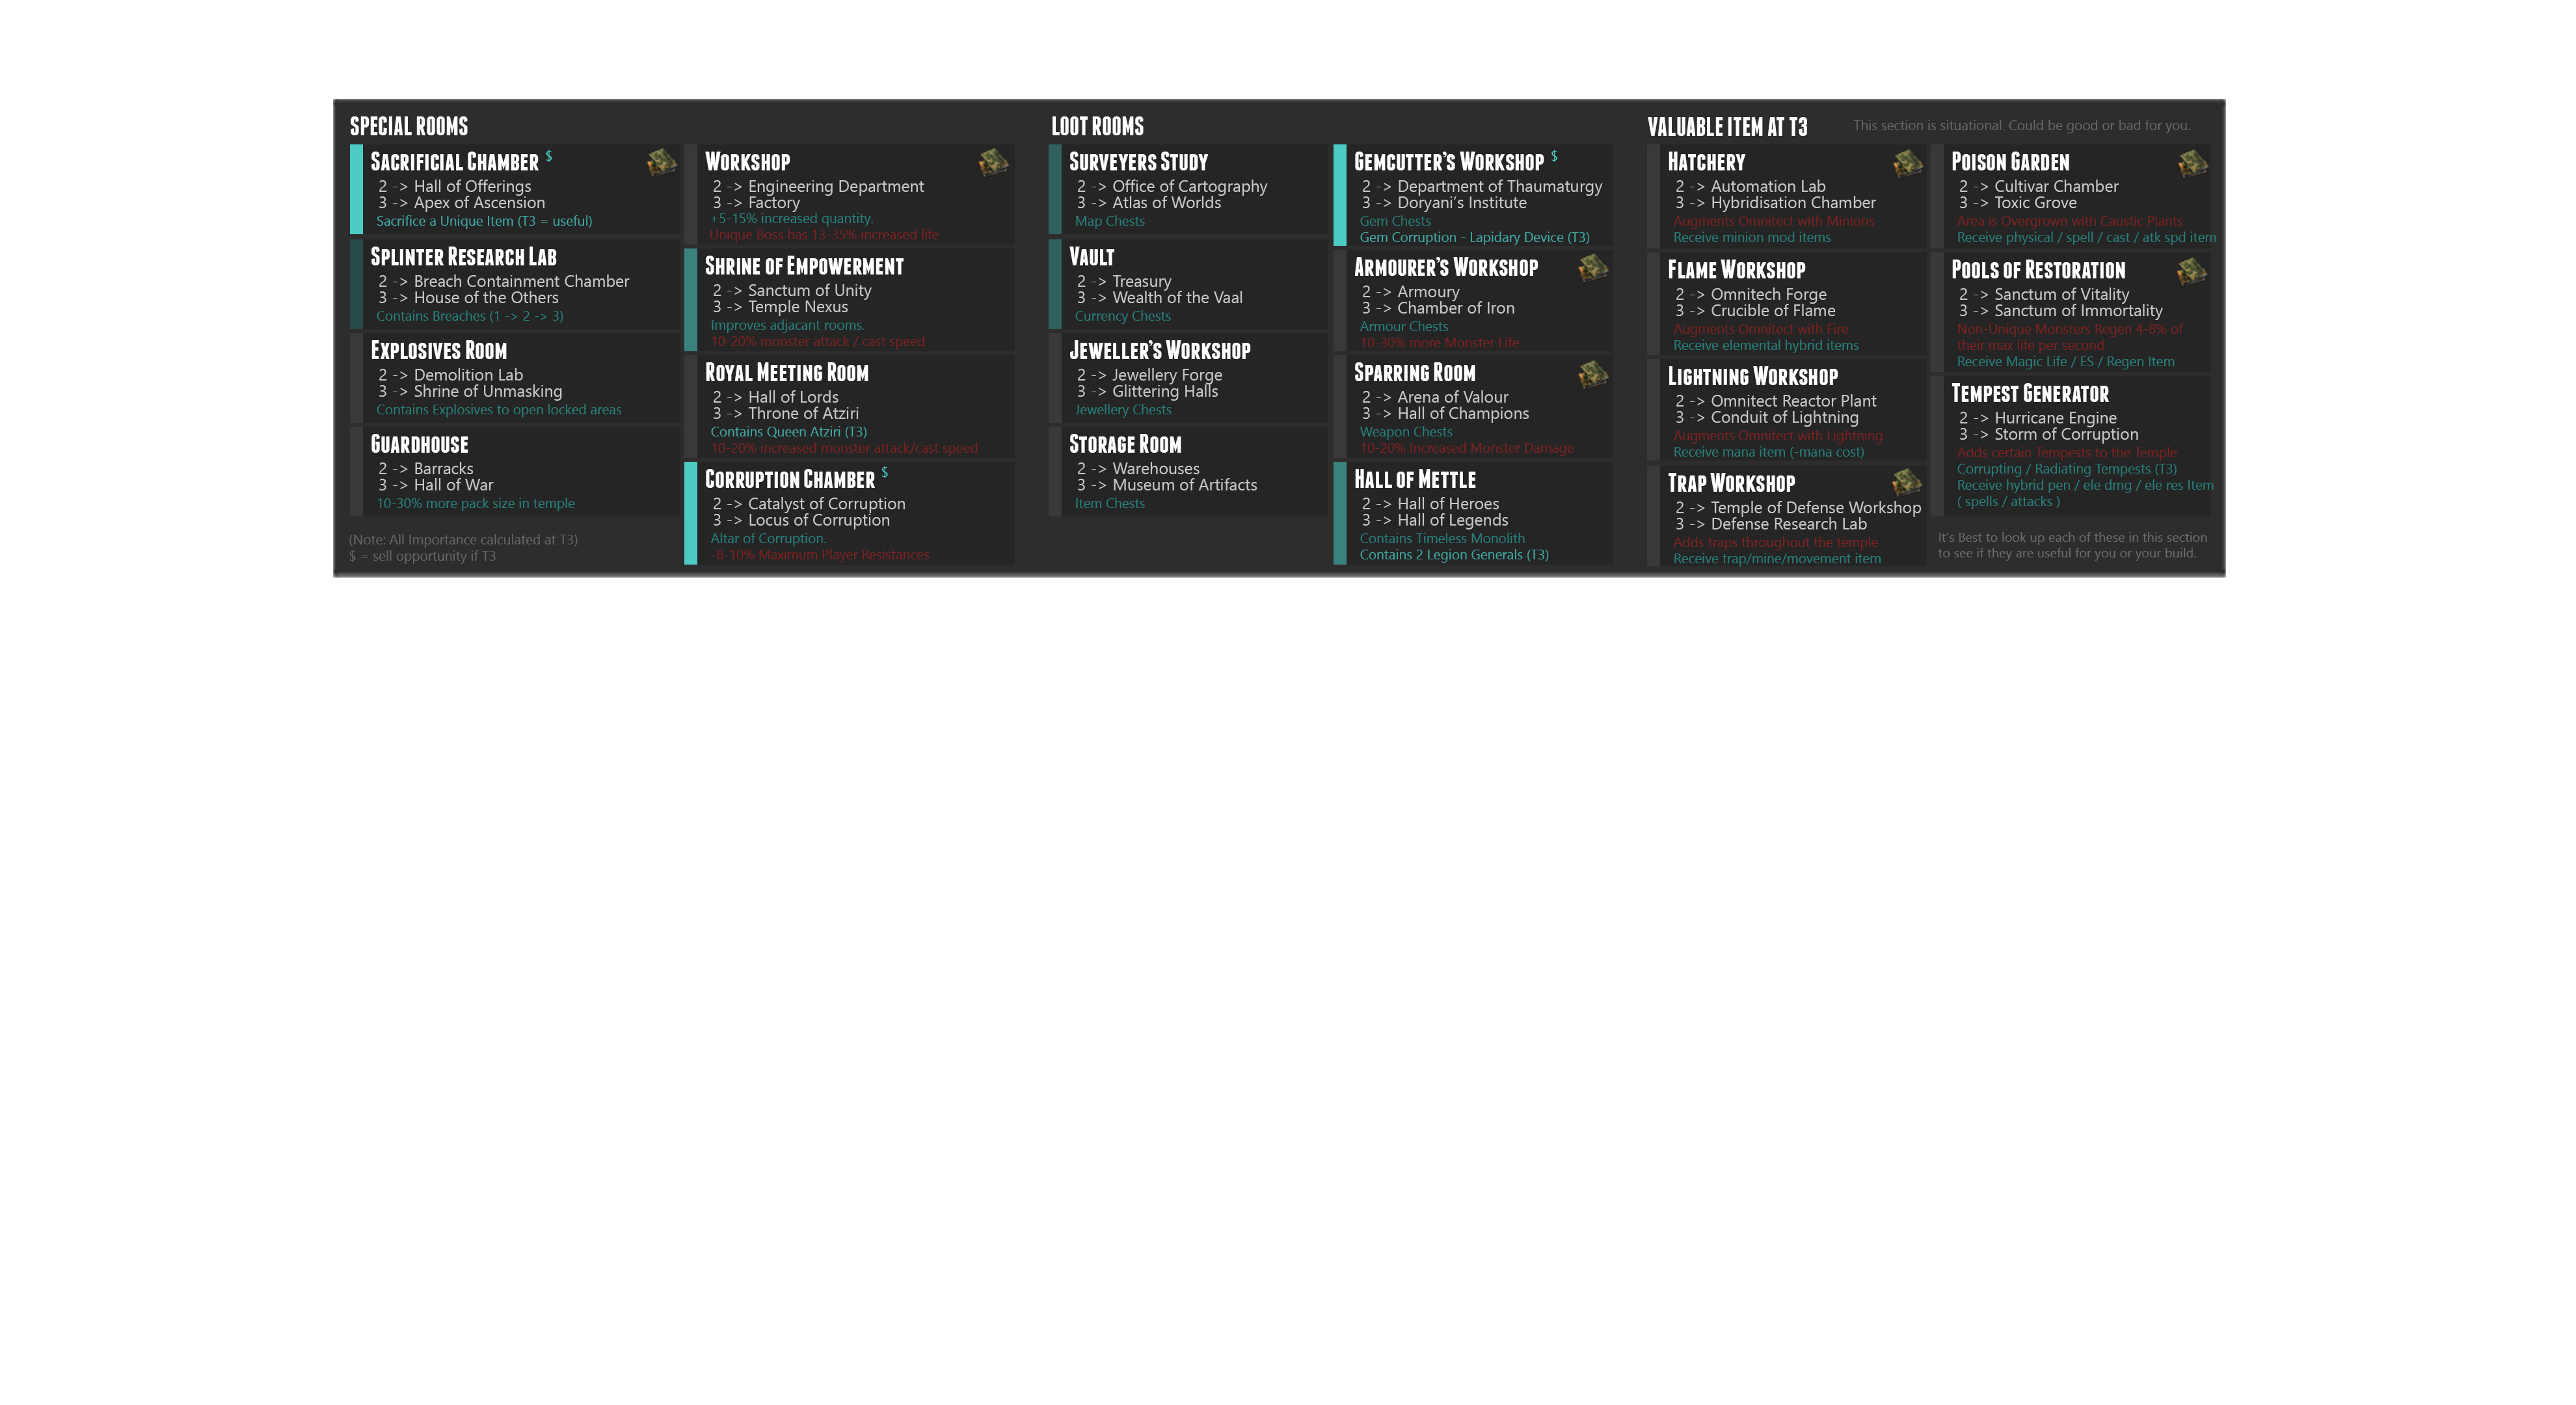 SPECIAL ROOMS
SACRIFICIAL CHAMBER $
2 -> Hall of Offerings
3 -> Apex of Ascension
Sacrifice a Unique Item (T3 = useful)
SPLINTER RESEARCH LAB
2 -> Breach Containment Chamber
3 -> House of the Others
Contains Breaches (1 -> 2 -> 3)
EXPLOSIVES ROOM
2 -> Demolition Lab
3 -> Shrine of Unmasking
Contains Explosives to open locked areas
GUARDHOUSE
2 -> Barracks
3 -> Hall of War
10-30% more pack size in temple
(Note: All Importance calculated at T3)
$ = sell opportunity if T3
WORKSHOP
2 -> Engineering Department
3 -> Factory
+5-15% increased quantity.
Unique Boss has 13-35% increased life
SHRINE OF EMPOWERMENT
2 -> Sanctum of Unity
3 -> Temple Nexus
Improves adjacant rooms.
10-20% monster attack / cast speed
ROYAL MEETING ROOM
2 -> Hall of Lords
3 -> Throne of Atziri
Contains Queen Atziri (T3)
10-20% increased monster attack/cast speed
CORRUPTION CHAMBER $
2 -> Catalyst of Corruption
3 -> Locus of Corruption
Altar of Corruption.
-8-10% Maximum Player Resistances
LOOT ROOMS
SURVEYERS STUDY
2 -> Office of Cartography
3 -> Atlas of Worlds
Map Chests
VAULT
2 -> Treasury
3 -> Wealth of the Vaal
Currency Chests
JEWELLER'S WORKSHOP
2 -> Jewellery Forge
3 -> Glittering Halls
Jewellery Chests
STORAGE ROOM
2 -> Warehouses
3 -> Museum of Artifacts
Item Chests
GEMCUTTER'S WORKSHOP $
2 -> Department of Thaumaturgy
3 -> Doryani's Institute
Gem Chests
Gem Corruption - Lapidary Device (T3)
ARMOURER'S WORKSHOP
2 -> Armoury
3 -> Chamber of Iron
Armour Chests
10-30% more Monster Life
SPARRING ROOM
2 -> Arena of Valour
3 -> Hall of Champions
Weapon Chests
10-20% Increased Monster Damage
HALL OF METTLE
2 -> Hall of Heroes
3 -> Hall of Legends
Contains Timeless Monolith
Contains 2 Legion Generals (T3)
VALUABLE ITEM AT T3
This section is situational. Could be good or bad for you.
HATCHERY
2 -> Automation Lab
3 -> Hybridisation Chamber
Augments Omnitect with Minions
Receive minion mod items
FLAME WORKSHOP
2 -> Omnitech Forge
3 -> Crucible of Flame
Augments Omnitect with Fire
Receive elemental hybrid items
LIGHTNING WORKSHOP
2 -> Omnitect Reactor Plant
3 -> Conduit of Lightning
Augments Omnitect with Lightning
Receive mana item (-mana cost)
TRAP WORKSHOP
2 -> Temple of Defense Workshop
3 -> Defense Research Lab
Adds traps throughout the temple
Receive trap/mine/movement item
POISON GARDEN
2 -> Cultivar Chamber
3 -> Toxic Grove
Area is Overgrown with Caustic Plants
Receive physical / spell / cast / atk spd item
POOLS OF RESTORATION
2 -> Sanctum of Vitality
3 -> Sanctum of Immortality
Non-Unique Monsters Regen 4-8% of
their max life per second.
Receive Magic Life / ES / Regen Item
TEMPEST GENERATOR
2 -> Hurricane Engine
3 -> Storm of Corruption
Adds certain Tempests to the Temple
Corrupting / Radiating Tempests (T3)
Receive hybrid pen / ele dmg / ele res Item
( spells / attacks )
It's Best to look up each of these in this section
to see if they are useful for you or your build.